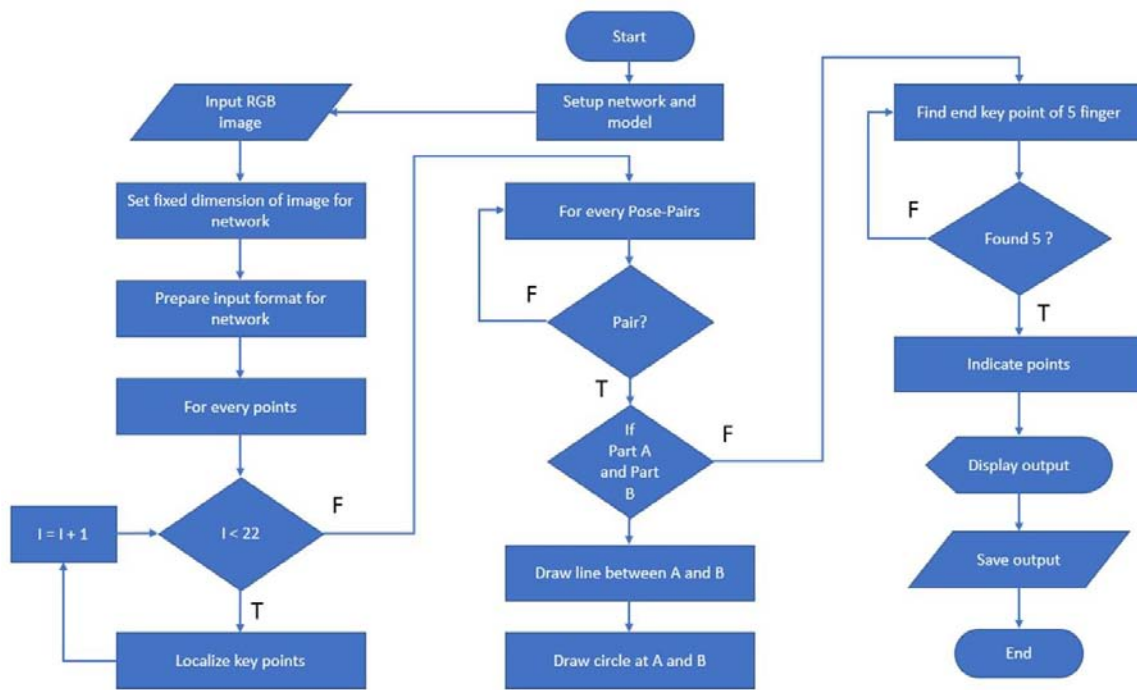 Start
Setup network and
model
Input RGB
image
Set fixed dimension of image for
network
Prepare input format for
network
For every points
I < 22
F
T
I = I + 1
Localize key points
For every Pose-Pairs
F
Pair?
T
If
Part A
and Part
B
F
Draw line between A and B
Draw circle at A and B
Find end key point of 5 finger
F
Found 5 ?
T
Indicate points
Display output
Save output
End